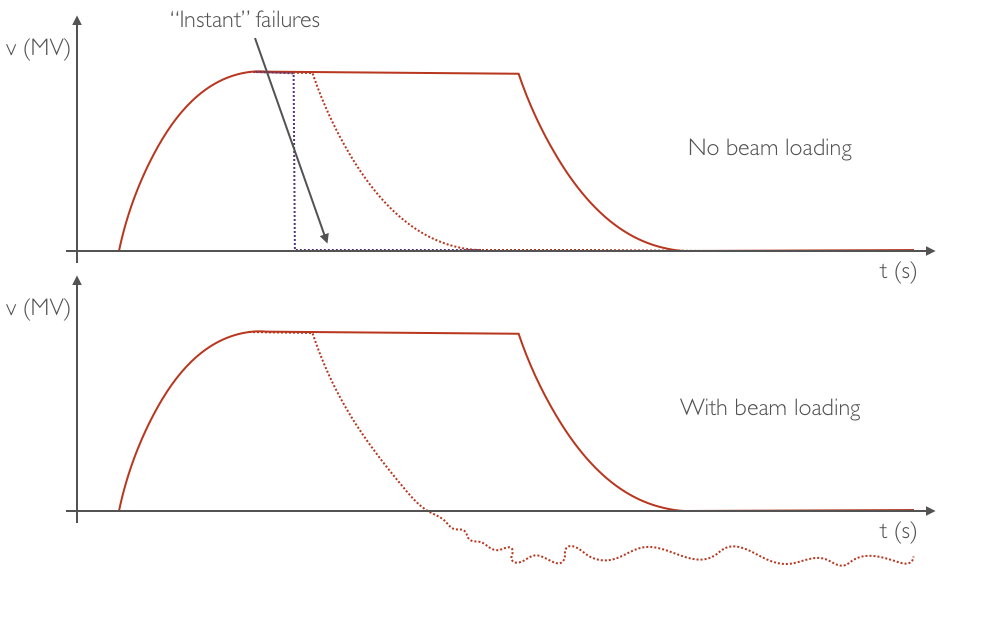 “Instant” failures
v (MV)
No beam loading
t (s)
v (MV)
With beam loading
t (s)